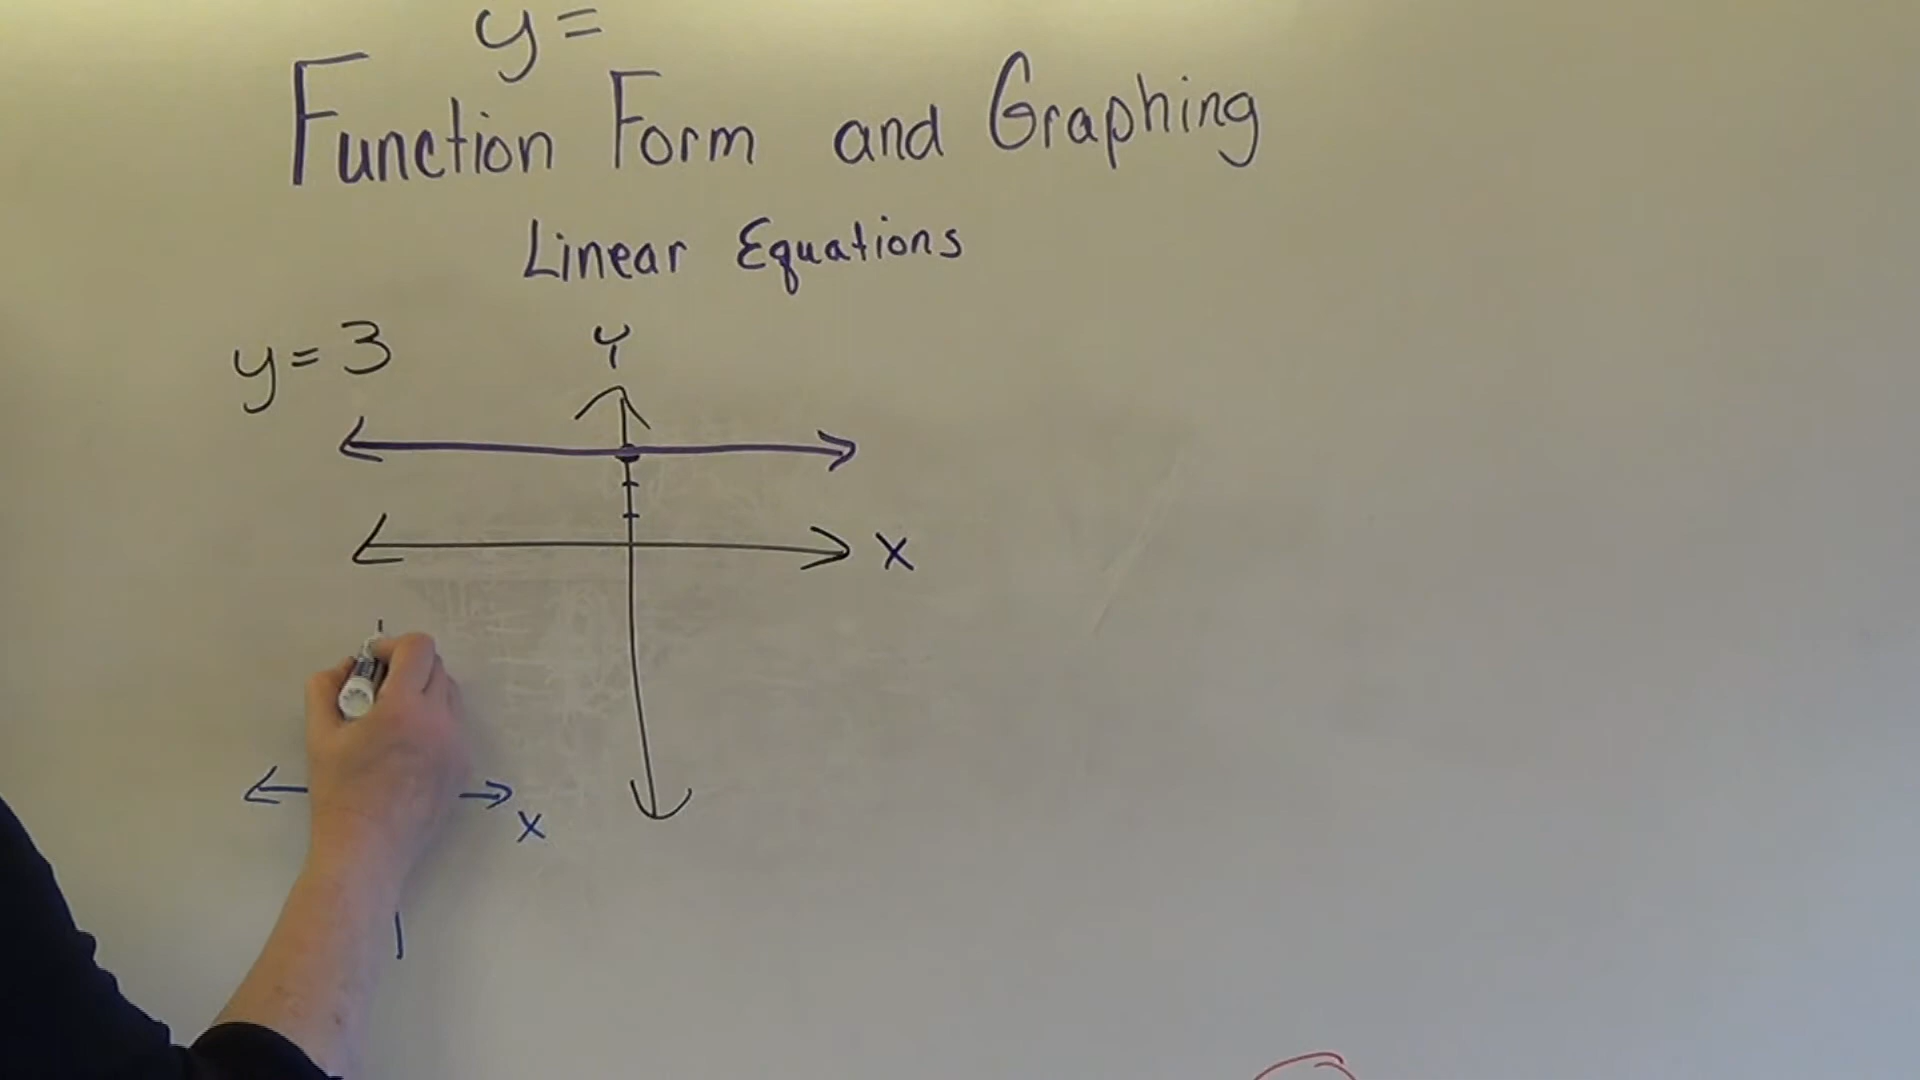 y =
Function Form and Graphing
Linear Equations
y = 3
Y
X
X